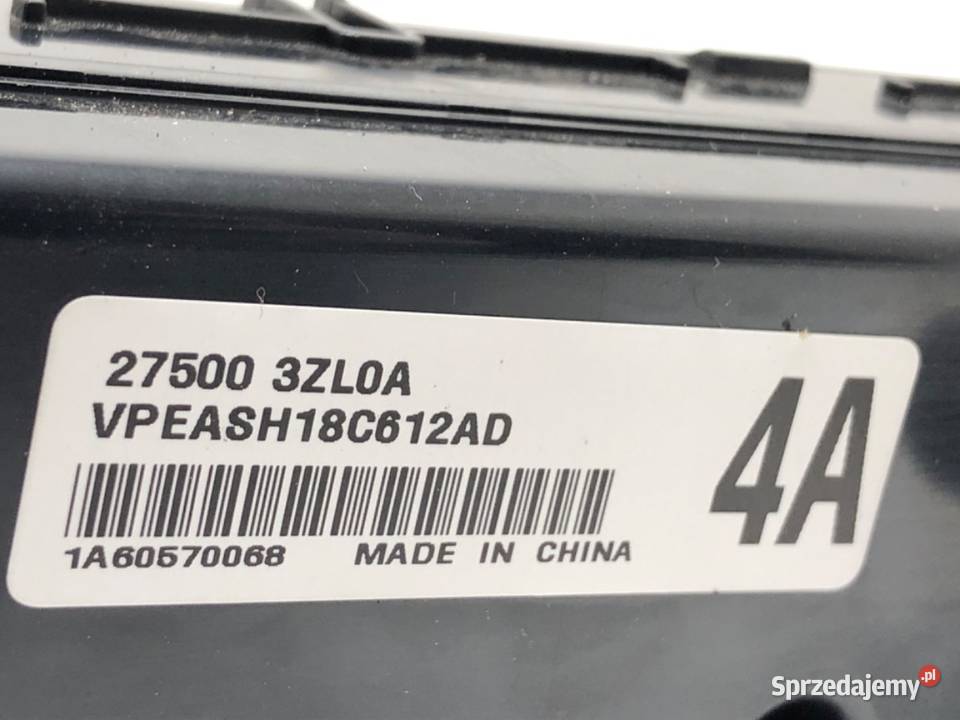 27500 3ZL0A
VPEASH18C612AD
4A
1A60570068 MADE IN CHINA
Sprzedajemy.pl